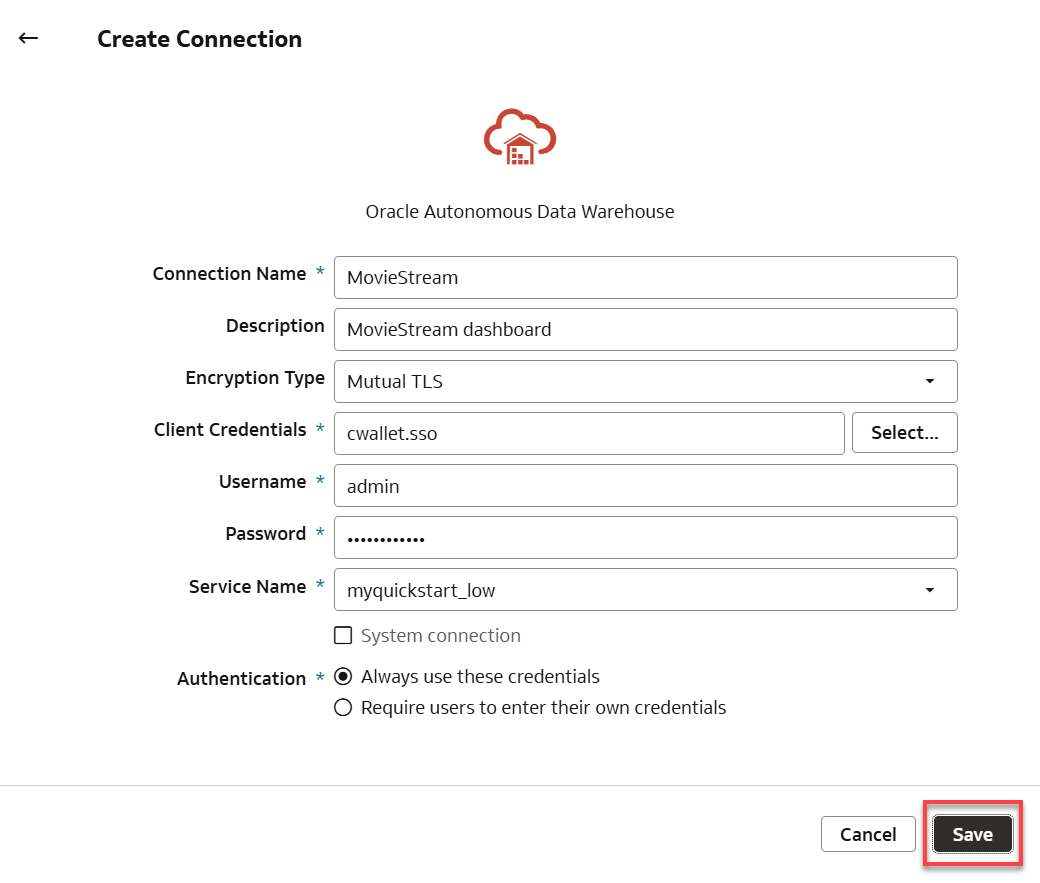 Create Connection
Oracle Autonomous Data Warehouse
Connection Name * MovieStream
Description MovieStream dashboard
Encryption Type Mutual TLS
Client Credentials * cwallet.sso Select...
Username * admin
Password * ••••••••••••
Service Name * myquickstart_low
System connection
Authentication * Always use these credentials
Require users to enter their own credentials
Cancel Save